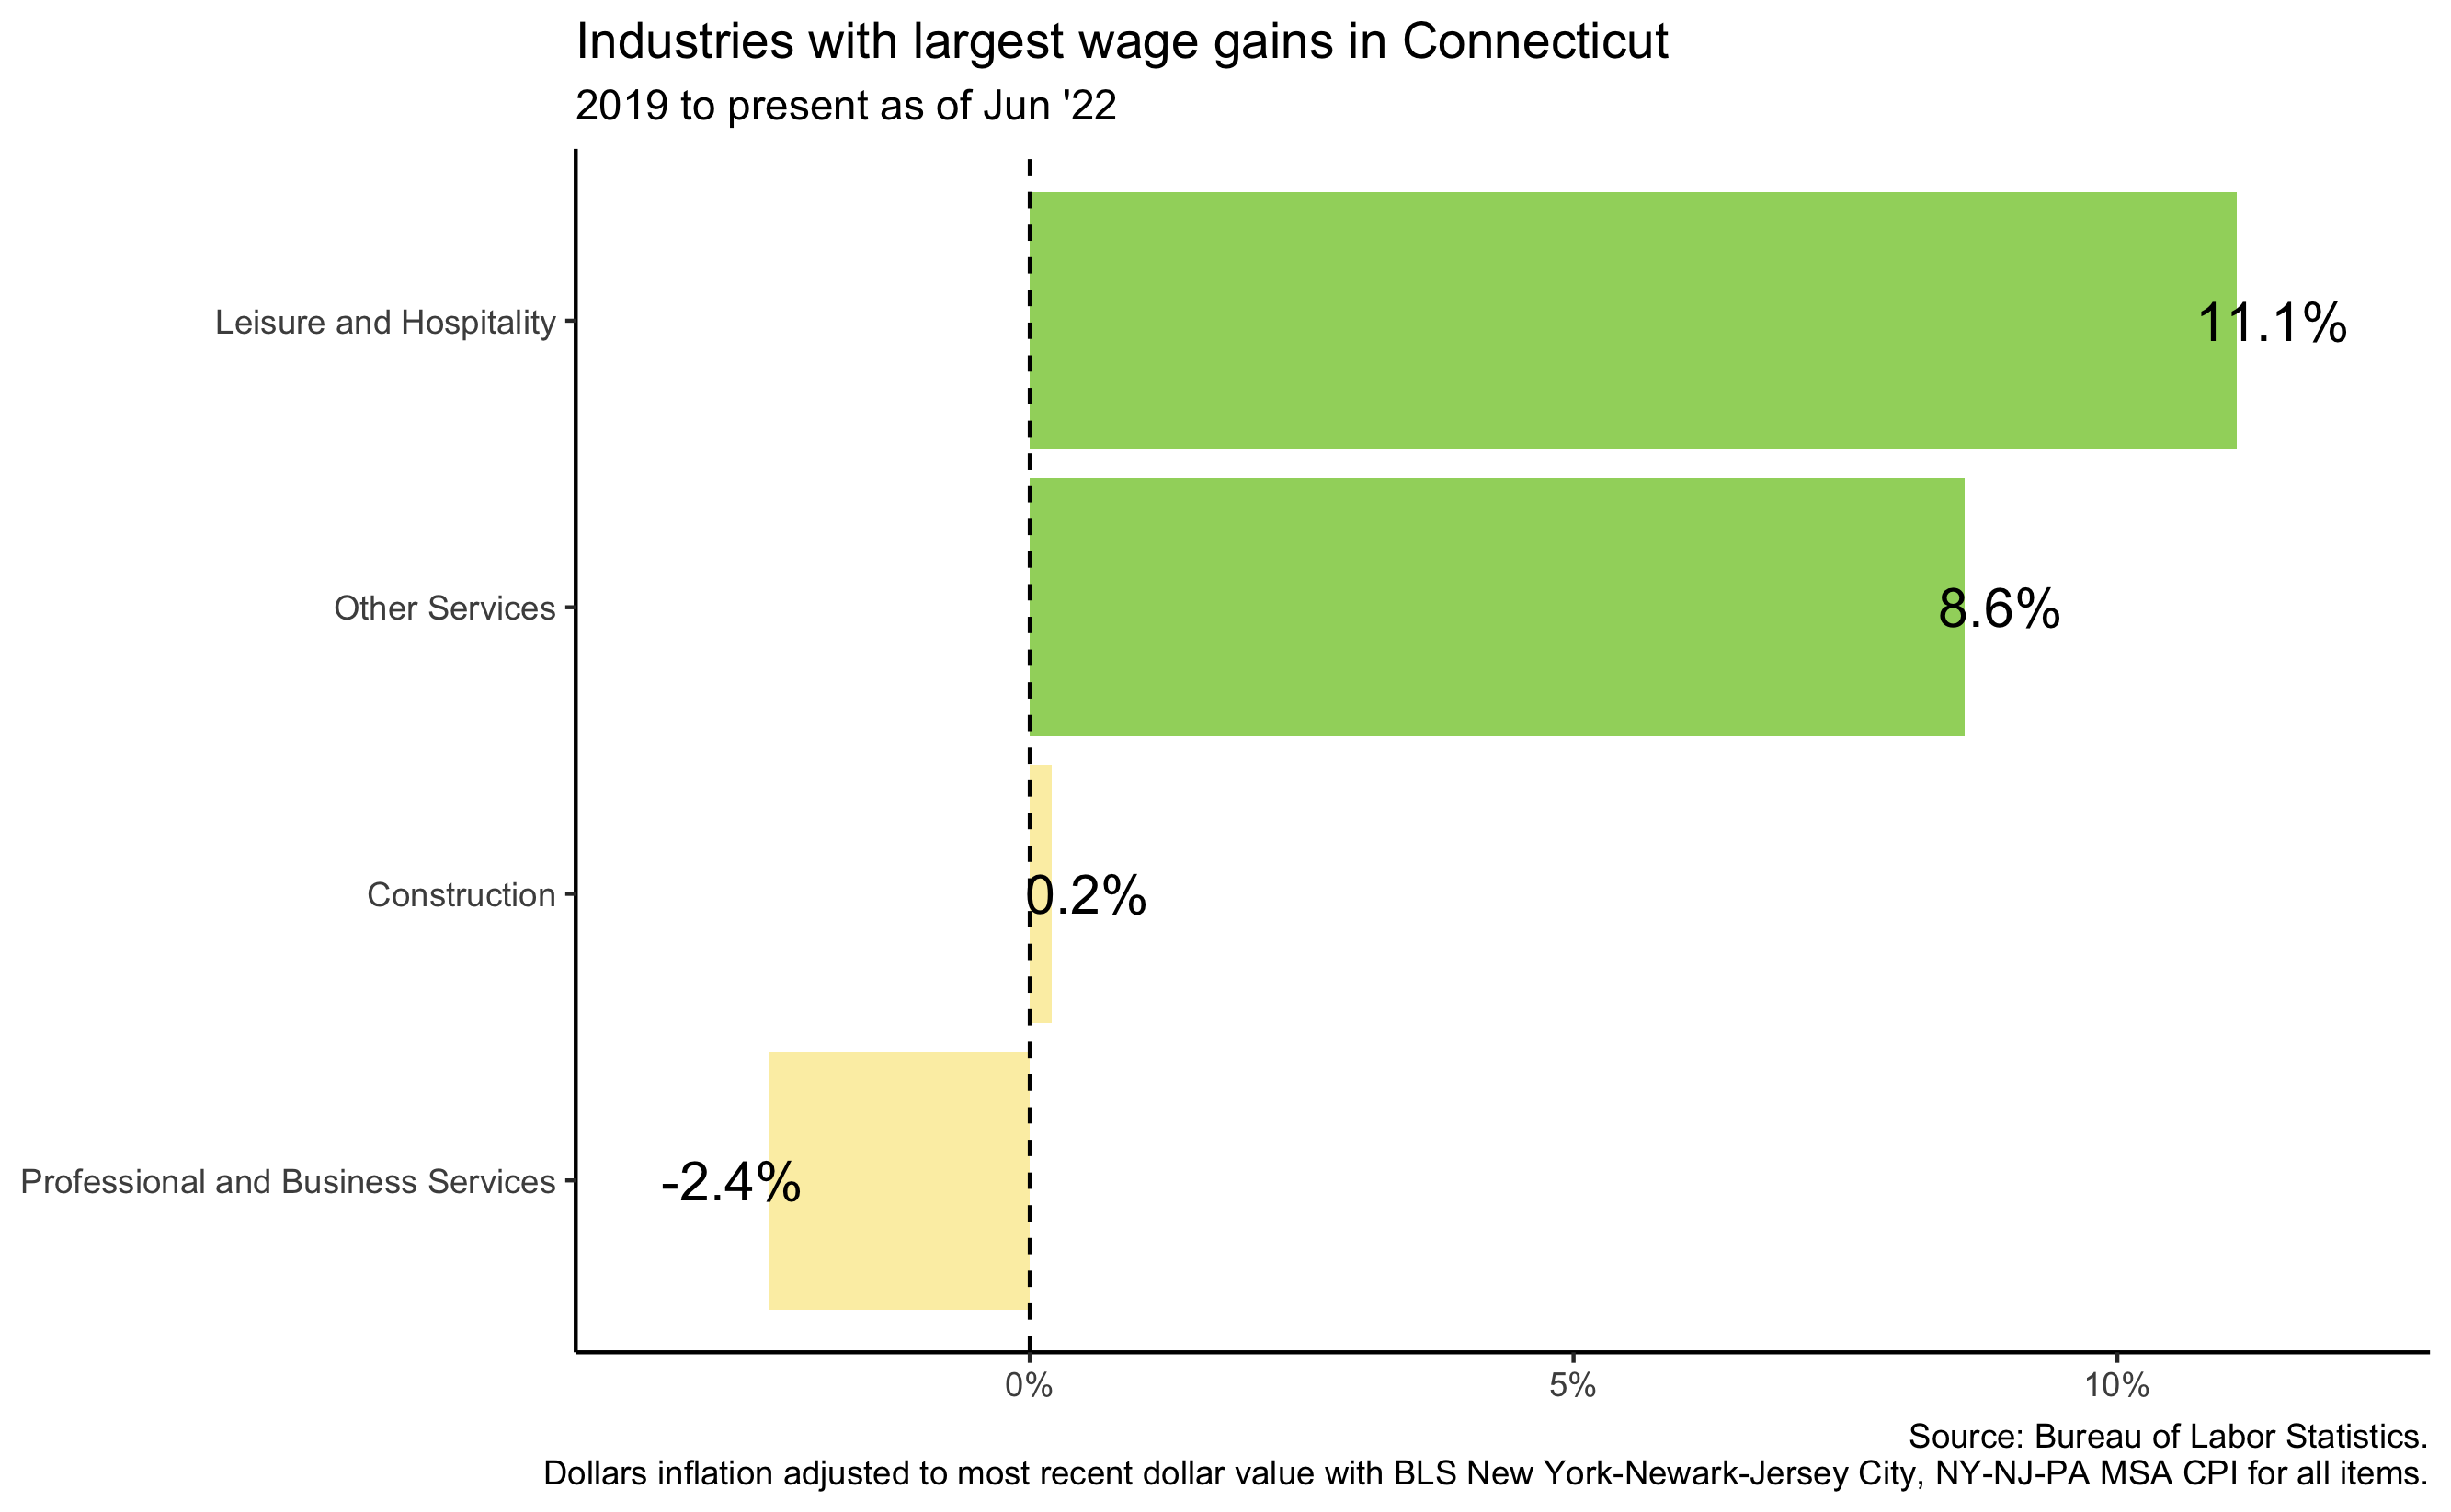 Industries with largest wage gains in Connecticut
2019 to present as of Jun '22
Leisure and Hospitality
11.1%
Other Services
8.6%
Construction
0.2%
Professional and Business Services
-2.4%
0%
5%
10%
Source: Bureau of Labor Statistics.
Dollars inflation adjusted to most recent dollar value with BLS New York-Newark-Jersey City, NY-NJ-PA MSA CPI for all items.